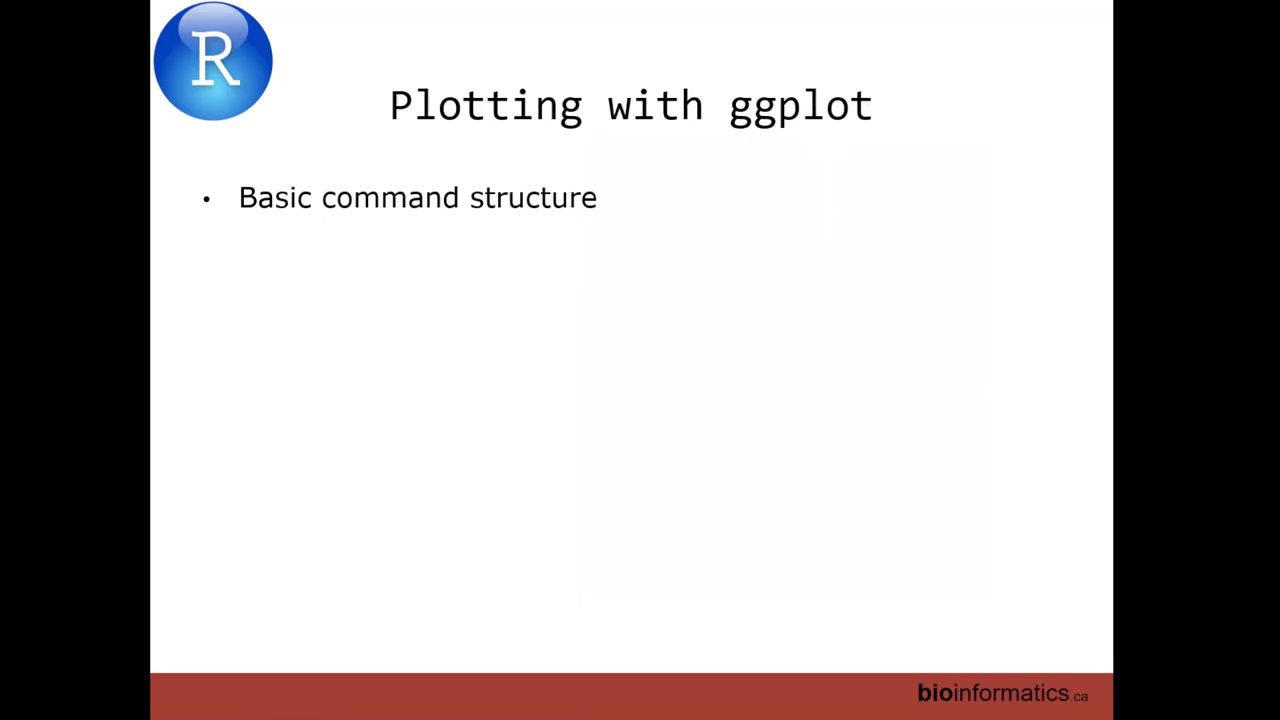 R
Plotting with ggplot
• Basic command structure
bioinformatics.ca